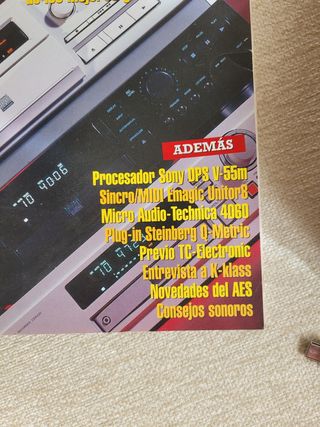 ADEMÁS
Procesador Sony DPS V-55m
Sincro/MIDI Emagic Unitor8
Micro Audio-Technica 4060
Plug-in Steinberg Q-Metric
Previo TC-Electronic
Entrevista a K-klass
Novedades del AES
Consejos sonoros